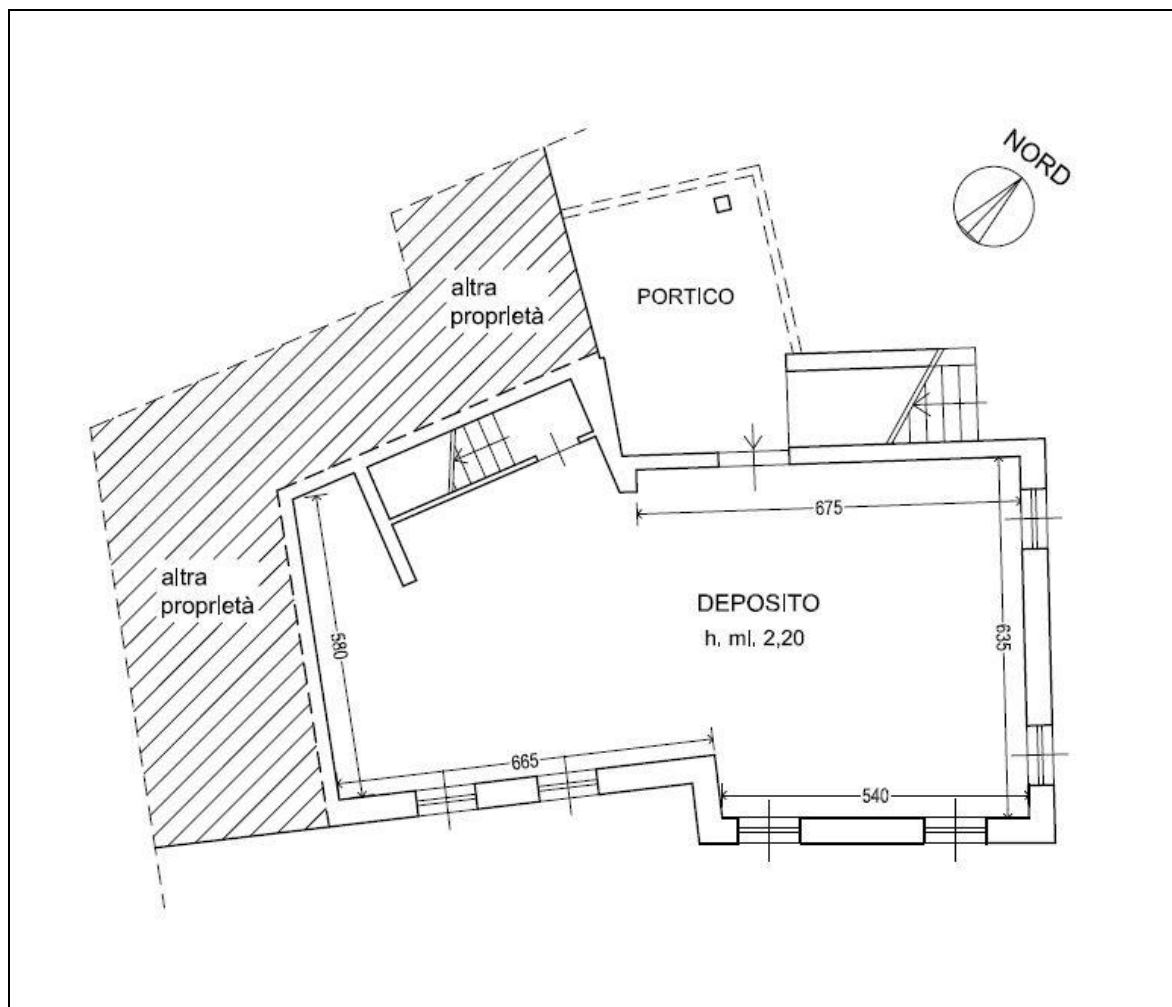 NORD
altra
proprietà
PORTICO
675
altra
proprietà
DEPOSITO
h. ml. 2,20
580
635
665
540